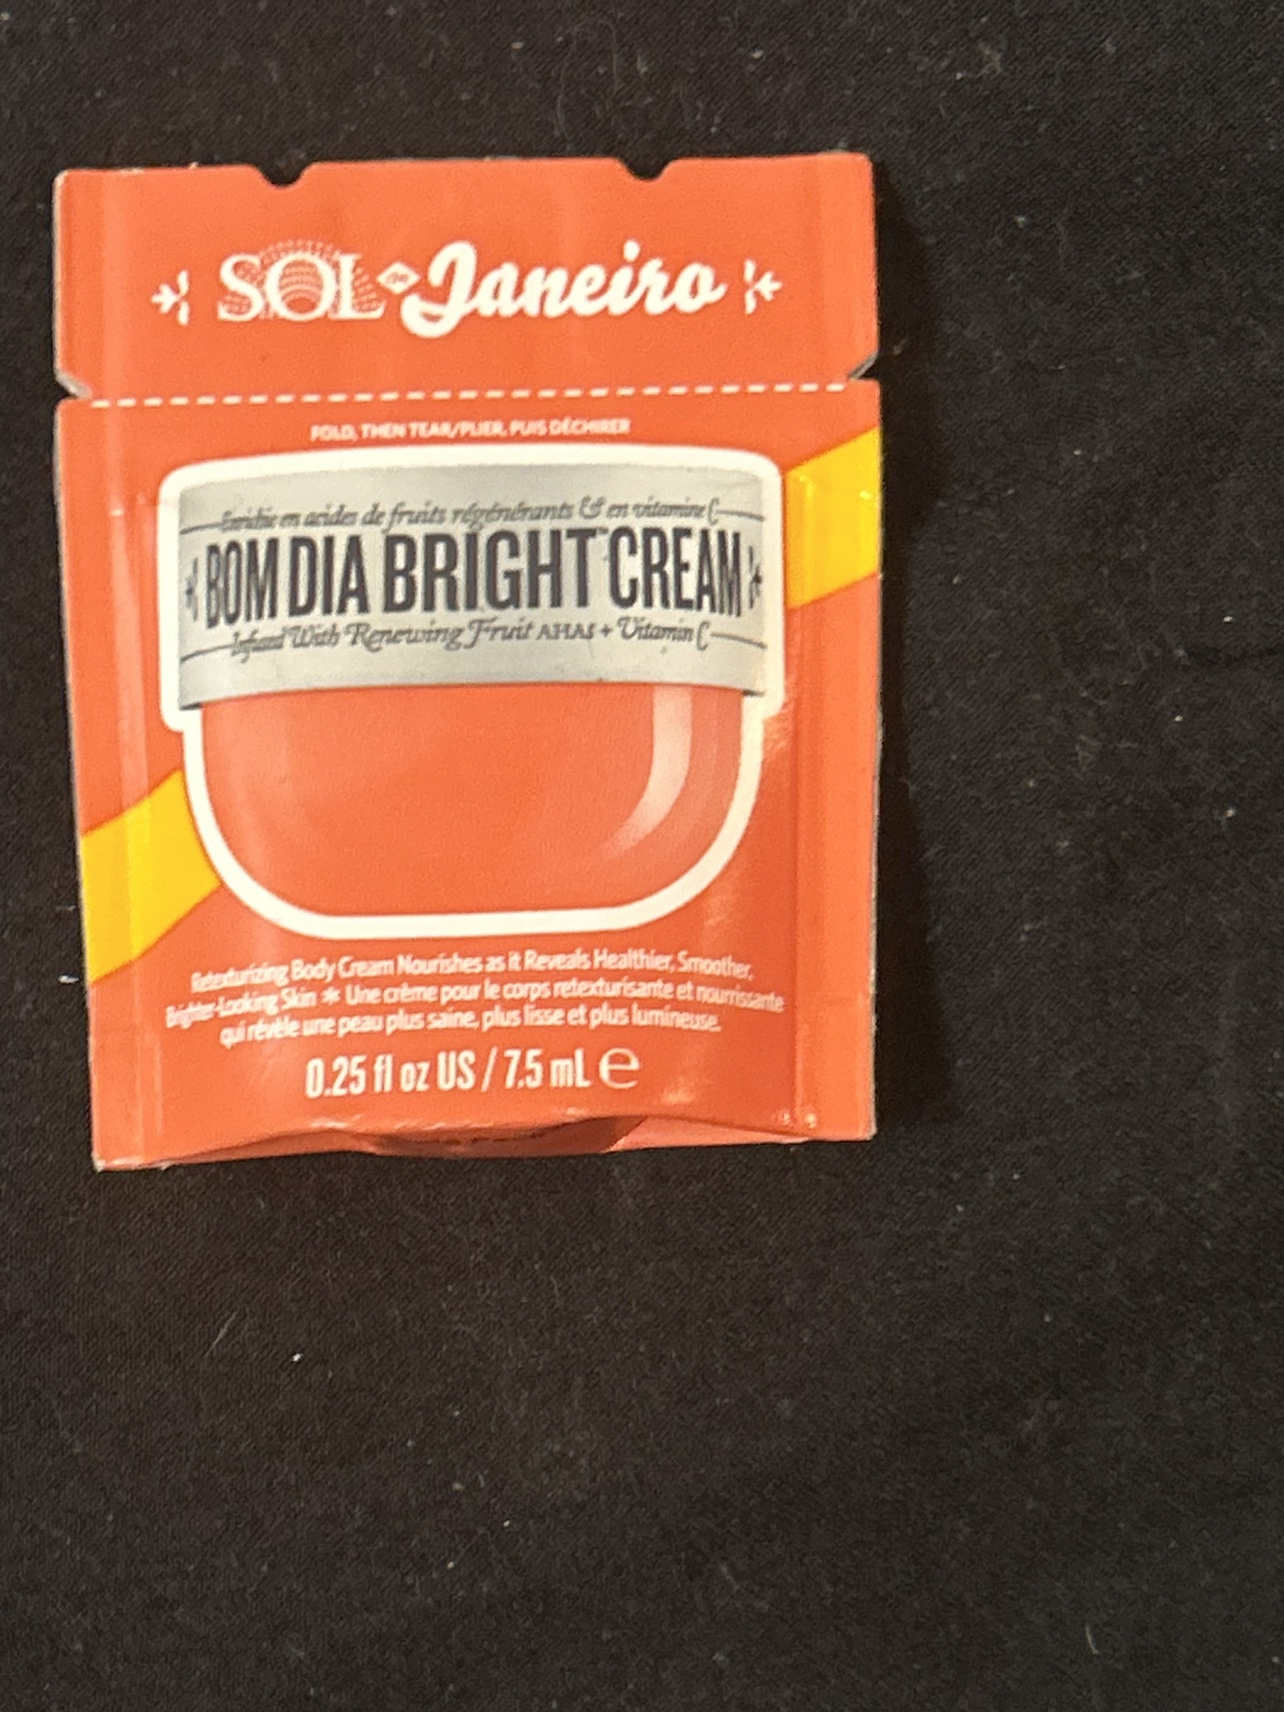 SOL de Janeiro
FOLD, THEN TEAR/PLIER, PUIS DÉCHIRER
Enrichie en acides de fruits régénérants & en vitamine C
BOM DIA BRIGHT™ CREAM
Infused With Renewing Fruit AHAs + Vitamin C
Retexturizing Body Cream Nourishes as it Reveals Healthier, Smoother,
Brighter-Looking Skin * Une crème pour le corps retexturisante et nourrissante
qui révèle une peau plus saine, plus lisse et plus lumineuse.
0.25 fl oz US / 7.5 mL ℮